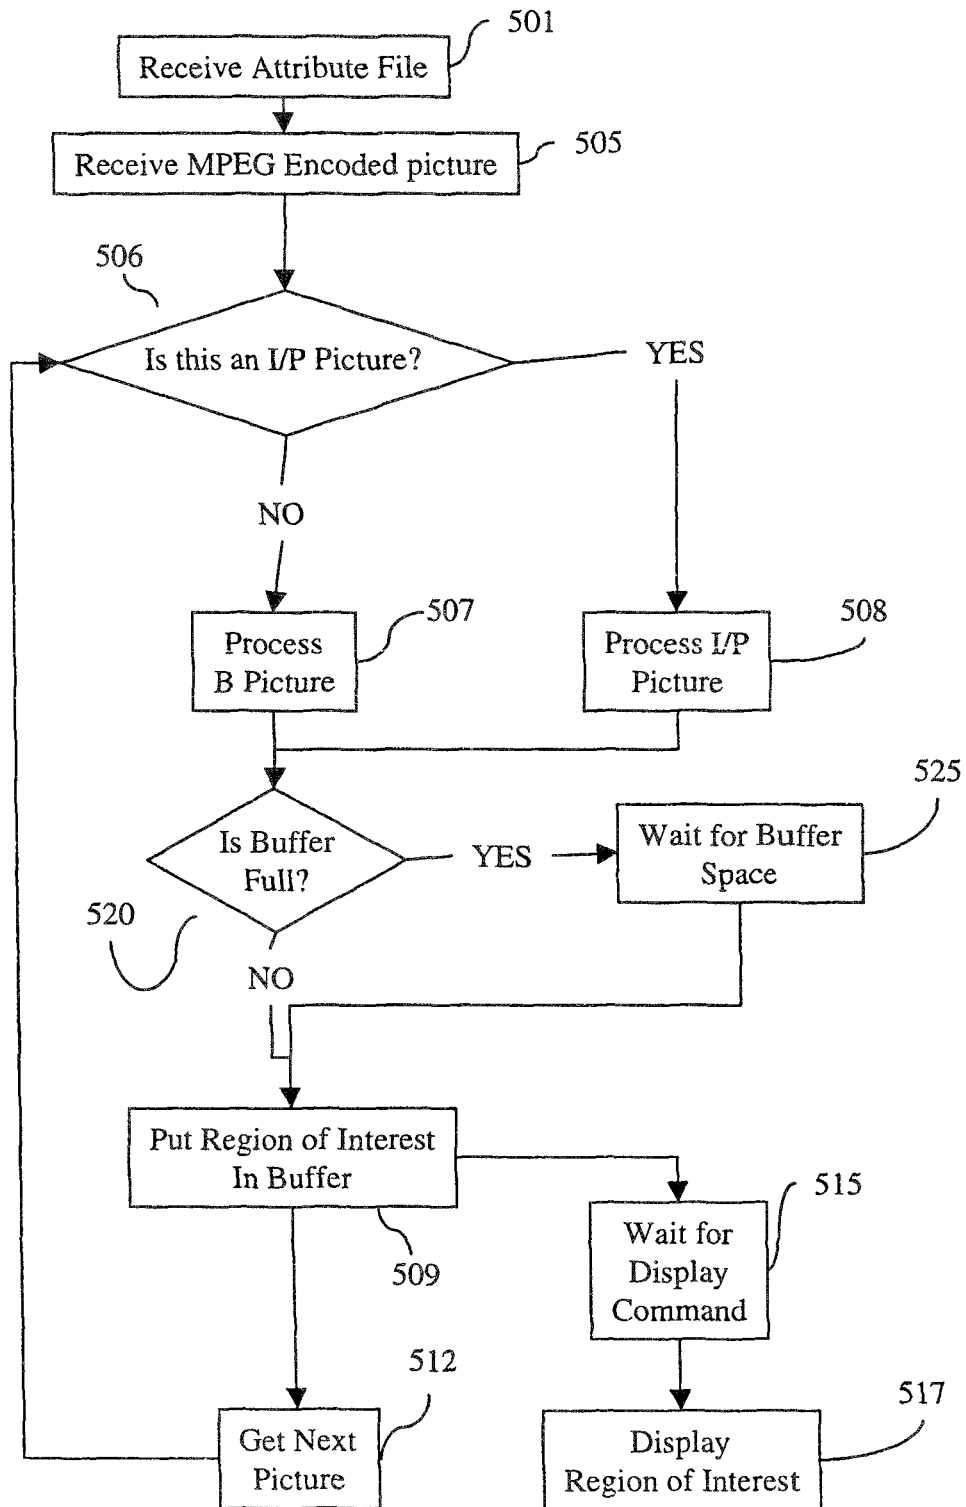 501
Receive Attribute File
505
Receive MPEG Encoded picture
506
Is this an I/P Picture?
YES
NO
507
508
Process
B Picture
Process I/P
Picture
525
Is Buffer
Full?
YES
Wait for Buffer
Space
520
NO
Put Region of Interest
In Buffer
515
509
Wait for
Display
Command
512
517
Get Next
Picture
Display
Region of Interest